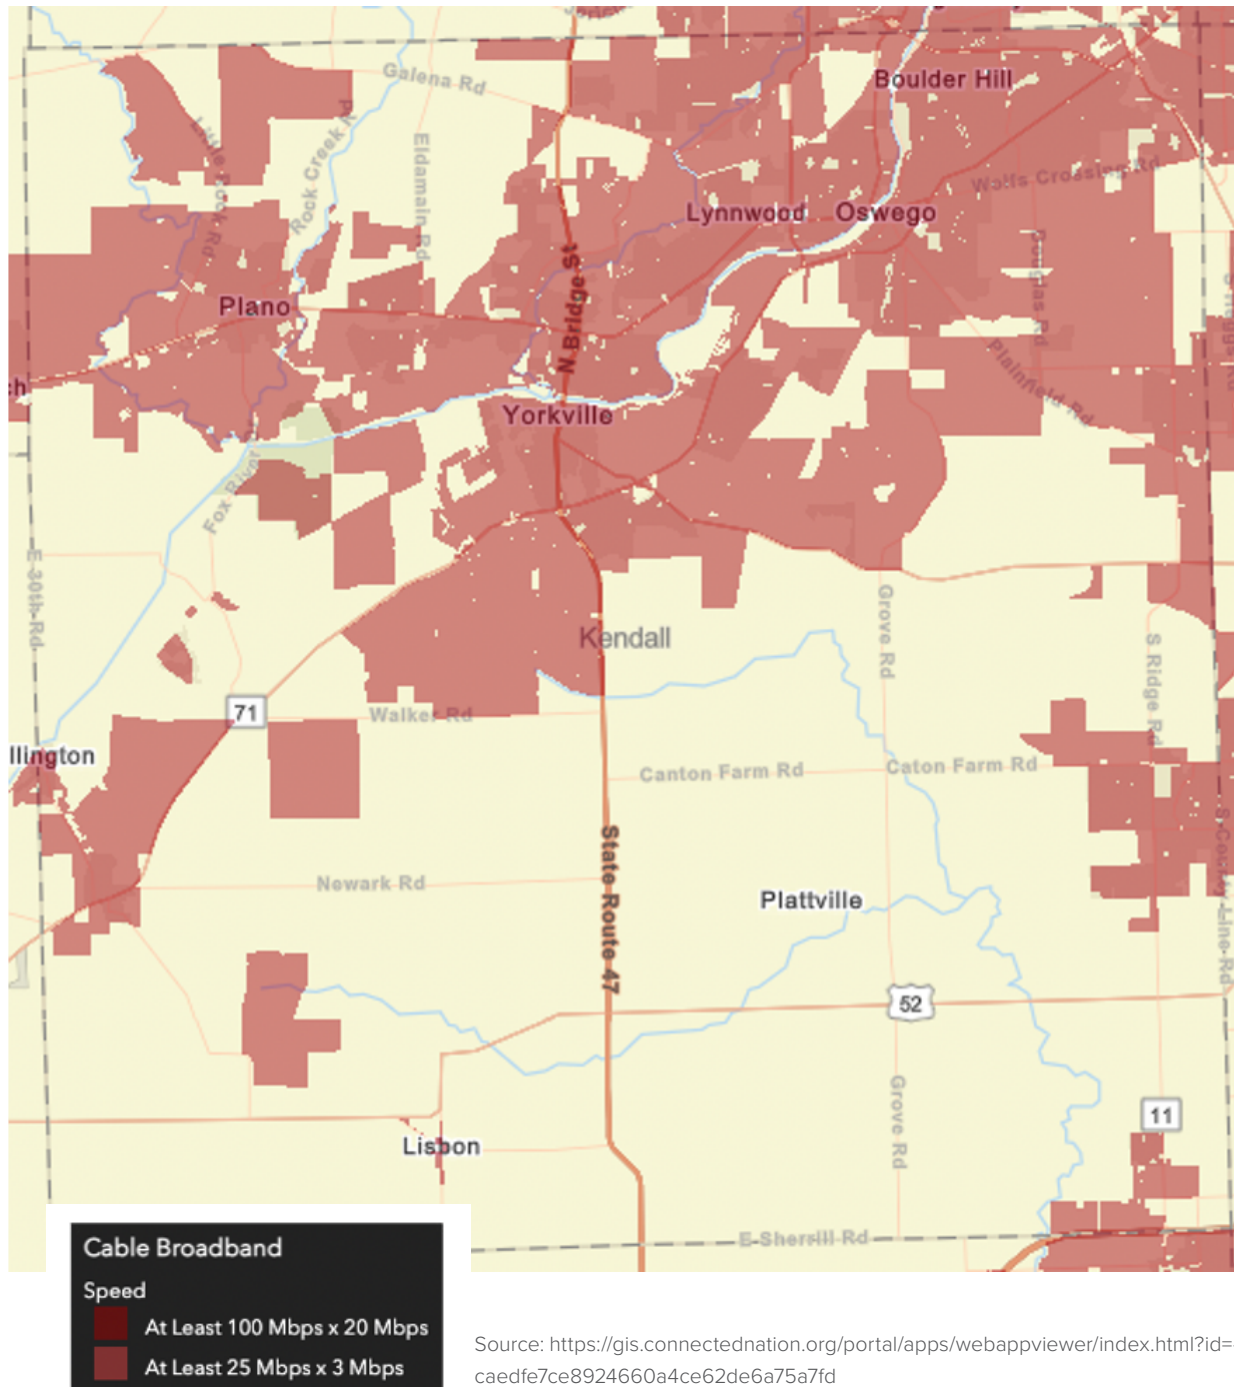 Galena Rd
Boulder Hill
Little Rock Rd
Rock Creek R
Eldamain Rd
Wolfs Crossing Rd
Lynnwood
Oswego
Douglas Rd
N Bridge St
Plano
Plainfield Rd
ch
Yorkville
Fox River Dr
E 30th Rd
Kendall
Grove Rd
S Ridge Rd
71
Walker Rd
llington
Canton Farm Rd
Caton Farm Rd
State Route 47
S County Line Rd
Newark Rd
Plattville
52
Grove Rd
11
Lisbon
E Sherrill Rd
Cable Broadband
Speed
At Least 100 Mbps x 20 Mbps
At Least 25 Mbps x 3 Mbps
Source: https://gis.connectednation.org/portal/apps/webappviewer/index.html?id=
caedfe7ce8924660a4ce62de6a75a7fd